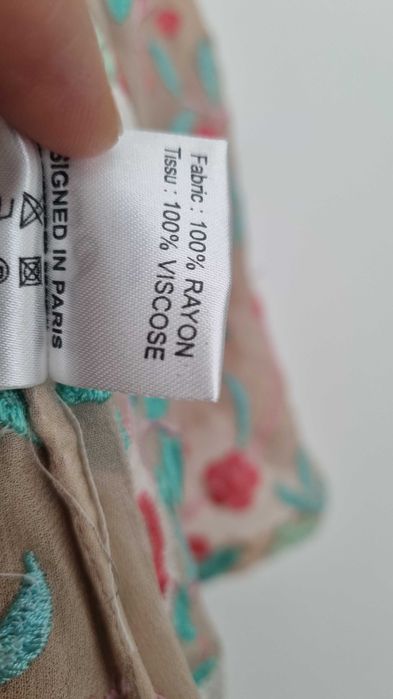 Fabric : 100% RAYON
Tissu : 100% VISCOSE
SIGNED IN PARIS